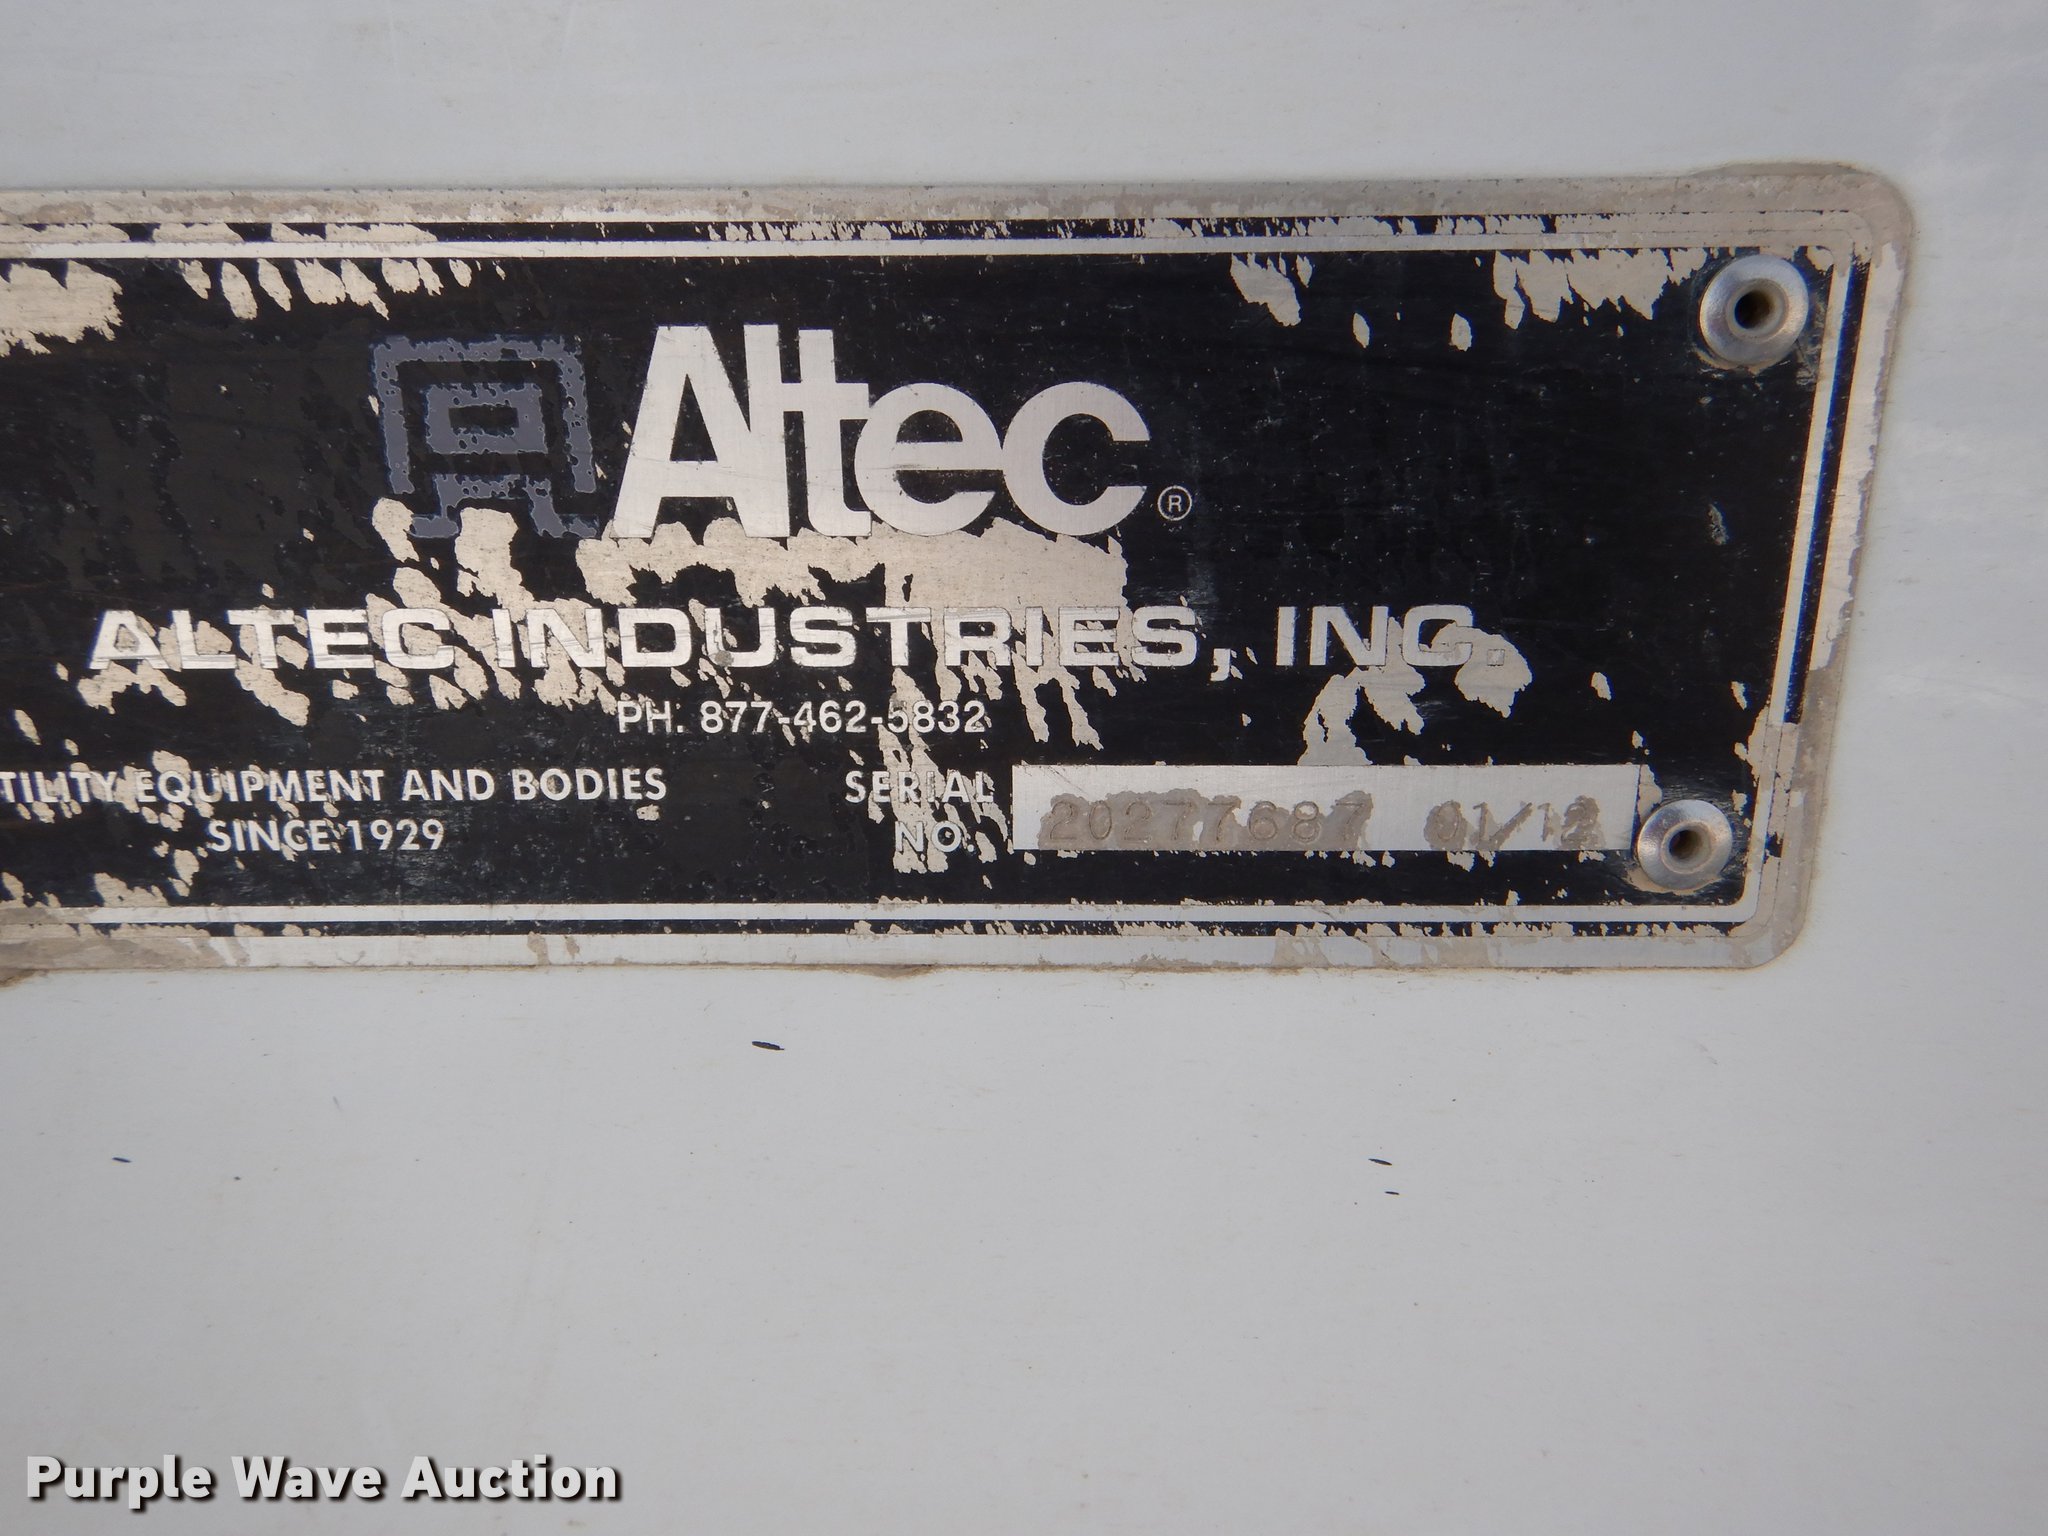 Altec®
ALTEC INDUSTRIES, INC.
PH. 877-462-5832
TILITY EQUIPMENT AND BODIES
SINCE 1929
SERIAL NO. 20277687 01/12
Purple Wave Auction